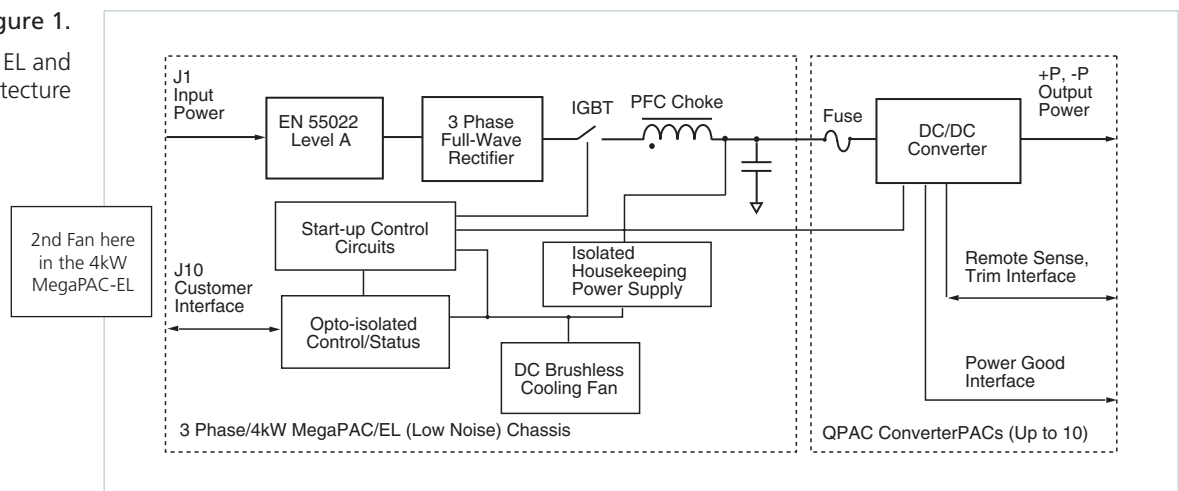 gure 1.
EL and
tecture
J1
Input
Power
EN 55022
Level A
3 Phase
Full-Wave
Rectifier
IGBT
PFC Choke
Fuse
DC/DC
Converter
+P, -P
Output
Power
2nd Fan here
in the 4kW
MegaPAC-EL
Start-up Control
Circuits
Isolated
Housekeeping
Power Supply
Remote Sense,
Trim Interface
J10
Customer
Interface
Opto-isolated
Control/Status
DC Brushless
Cooling Fan
Power Good
Interface
3 Phase/4kW MegaPAC/EL (Low Noise) Chassis
QPAC ConverterPACs (Up to 10)